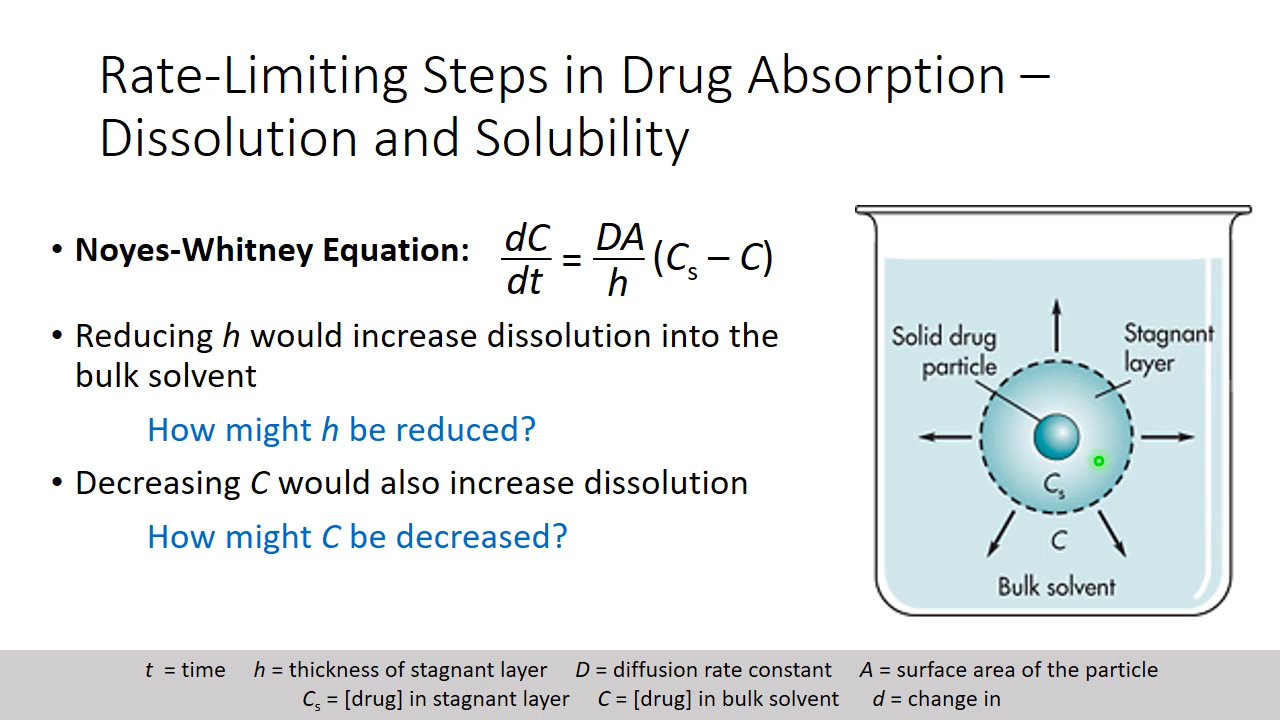 Rate-Limiting Steps in Drug Absorption –
Dissolution and Solubility
• Noyes-Whitney Equation: dC/dt = DA/h (Cs – C)
• Reducing h would increase dissolution into the
bulk solvent
How might h be reduced?
• Decreasing C would also increase dissolution
How might C be decreased?
Solid drug
particle
Stagnant
layer
Cs
C
Bulk solvent
t = time h = thickness of stagnant layer D = diffusion rate constant A = surface area of the particle
Cs = [drug] in stagnant layer C = [drug] in bulk solvent d = change in